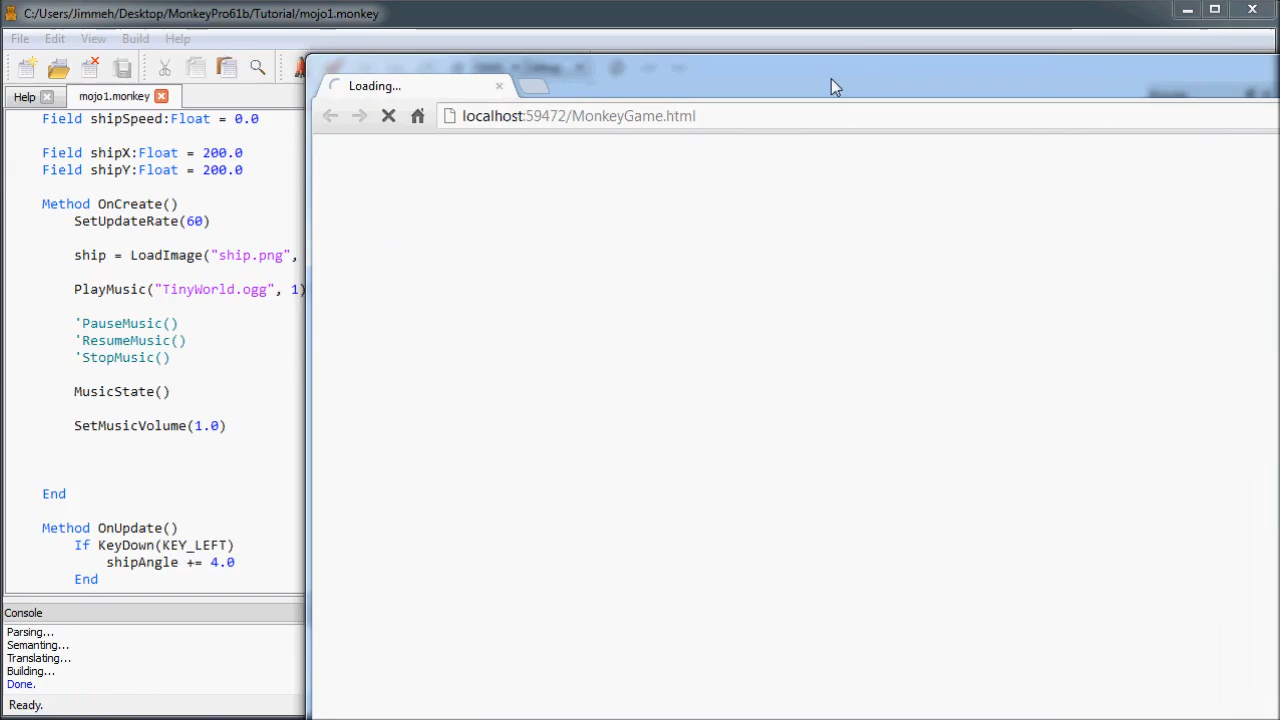 C:/Users/Jimmeh/Desktop/MonkeyPro61b/Tutorial/mojo1.monkey
File Edit View Build Help
Help mojo1.monkey
Field shipSpeed:Float = 0.0
Field shipX:Float = 200.0
Field shipY:Float = 200.0
Method OnCreate()
SetUpdateRate(60)
ship = LoadImage("ship.png",
PlayMusic("TinyWorld.ogg", 1)
'PauseMusic()
'ResumeMusic()
'StopMusic()
MusicState()
SetMusicVolume(1.0)
End
Method OnUpdate()
If KeyDown(KEY_LEFT)
shipAngle += 4.0
End
Console
Parsing...
Semanting...
Translating...
Building...
Done.
Ready.
Loading...
localhost:59472/MonkeyGame.html